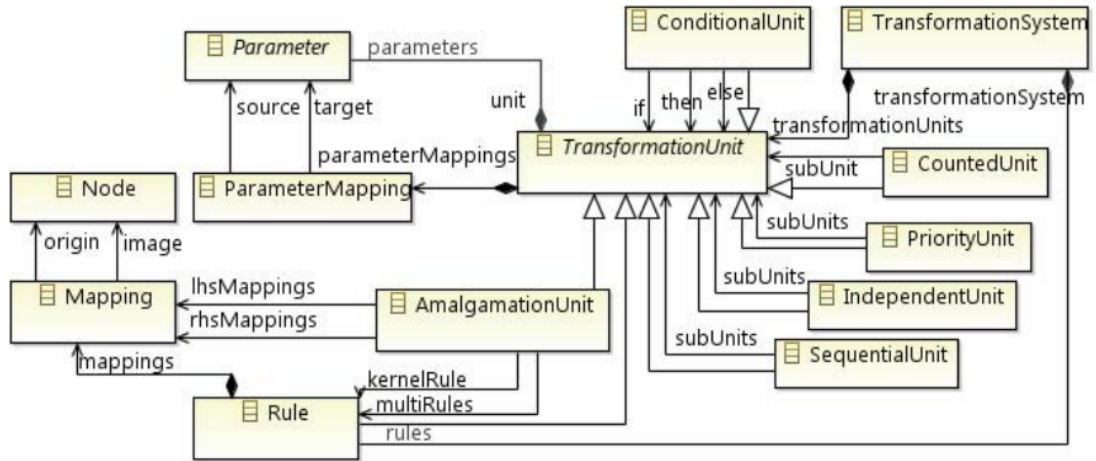 ConditionalUnit
TransformationSystem
Parameter
parameters
source
target
unit
if
then
else
transformationSystem
transformationUnits
TransformationUnit
parameterMappings
subUnit
CountedUnit
Node
ParameterMapping
origin
image
subUnits
PriorityUnit
Mapping
lhsMappings
AmalgamationUnit
subUnits
IndependentUnit
rhsMappings
subUnits
SequentialUnit
mappings
kernelRule
multiRules
Rule
rules